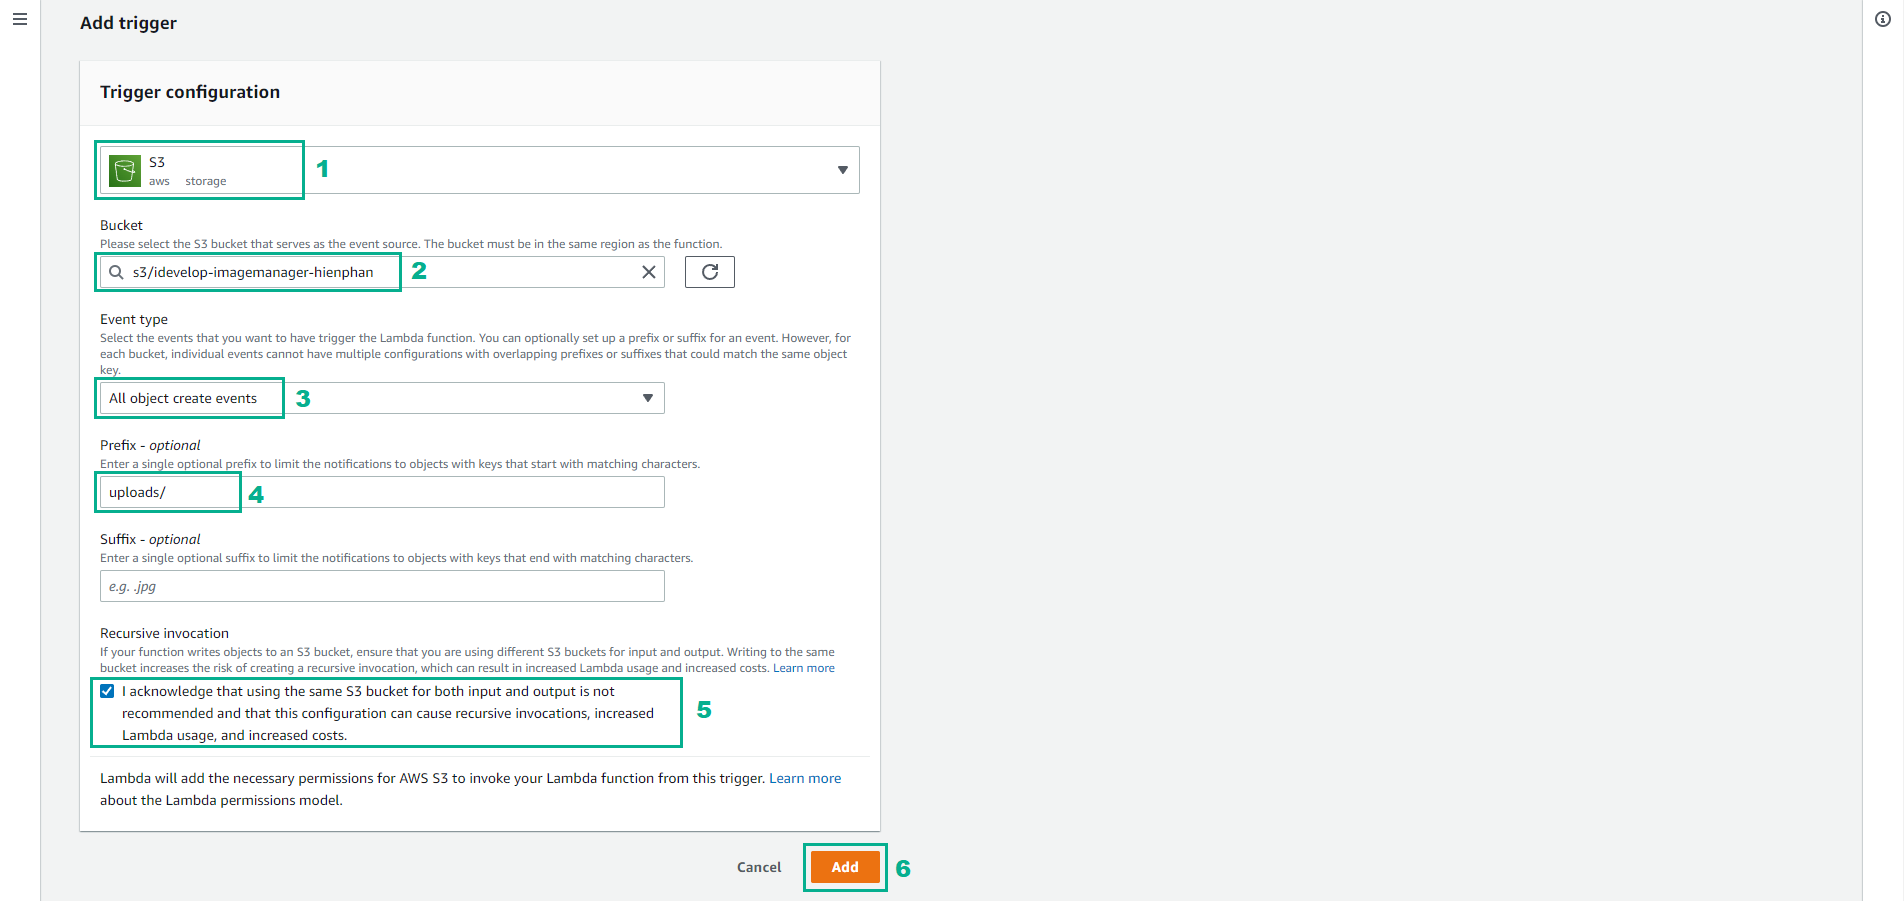 Add trigger
Trigger configuration
S3
aws storage
1
Bucket
Please select the S3 bucket that serves as the event source. The bucket must be in the same region as the function.
s3/idevelop-imagemanager-hienphan
2
Event type
Select the events that you want to have trigger the Lambda function. You can optionally set up a prefix or suffix for an event. However, for
each bucket, individual events cannot have multiple configurations with overlapping prefixes or suffixes that could match the same object
key.
All object create events
3
Prefix - optional
Enter a single optional prefix to limit the notifications to objects with keys that start with matching characters.
uploads/
4
Suffix - optional
Enter a single optional suffix to limit the notifications to objects with keys that end with matching characters.
e.g. .jpg
Recursive invocation
If your function writes objects to an S3 bucket, ensure that you are using different S3 buckets for input and output. Writing to the same
bucket increases the risk of creating a recursive invocation, which can result in increased Lambda usage and increased costs. Learn more
I acknowledge that using the same S3 bucket for both input and output is not
recommended and that this configuration can cause recursive invocations, increased
Lambda usage, and increased costs.
5
Lambda will add the necessary permissions for AWS S3 to invoke your Lambda function from this trigger. Learn more
about the Lambda permissions model.
Cancel
Add
6